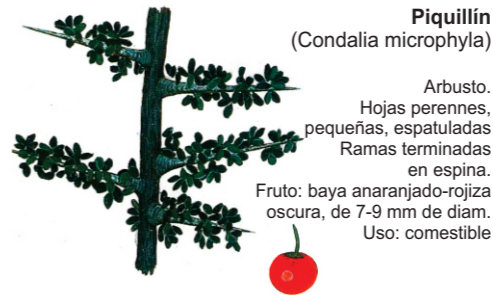 Piquillín
(Condalia microphyla)
Arbusto.
Hojas perennes,
pequeñas, espatuladas
Ramas terminadas
en espina.
Fruto: baya anaranjado-rojiza
oscura, de 7-9 mm de diam.
Uso: comestible